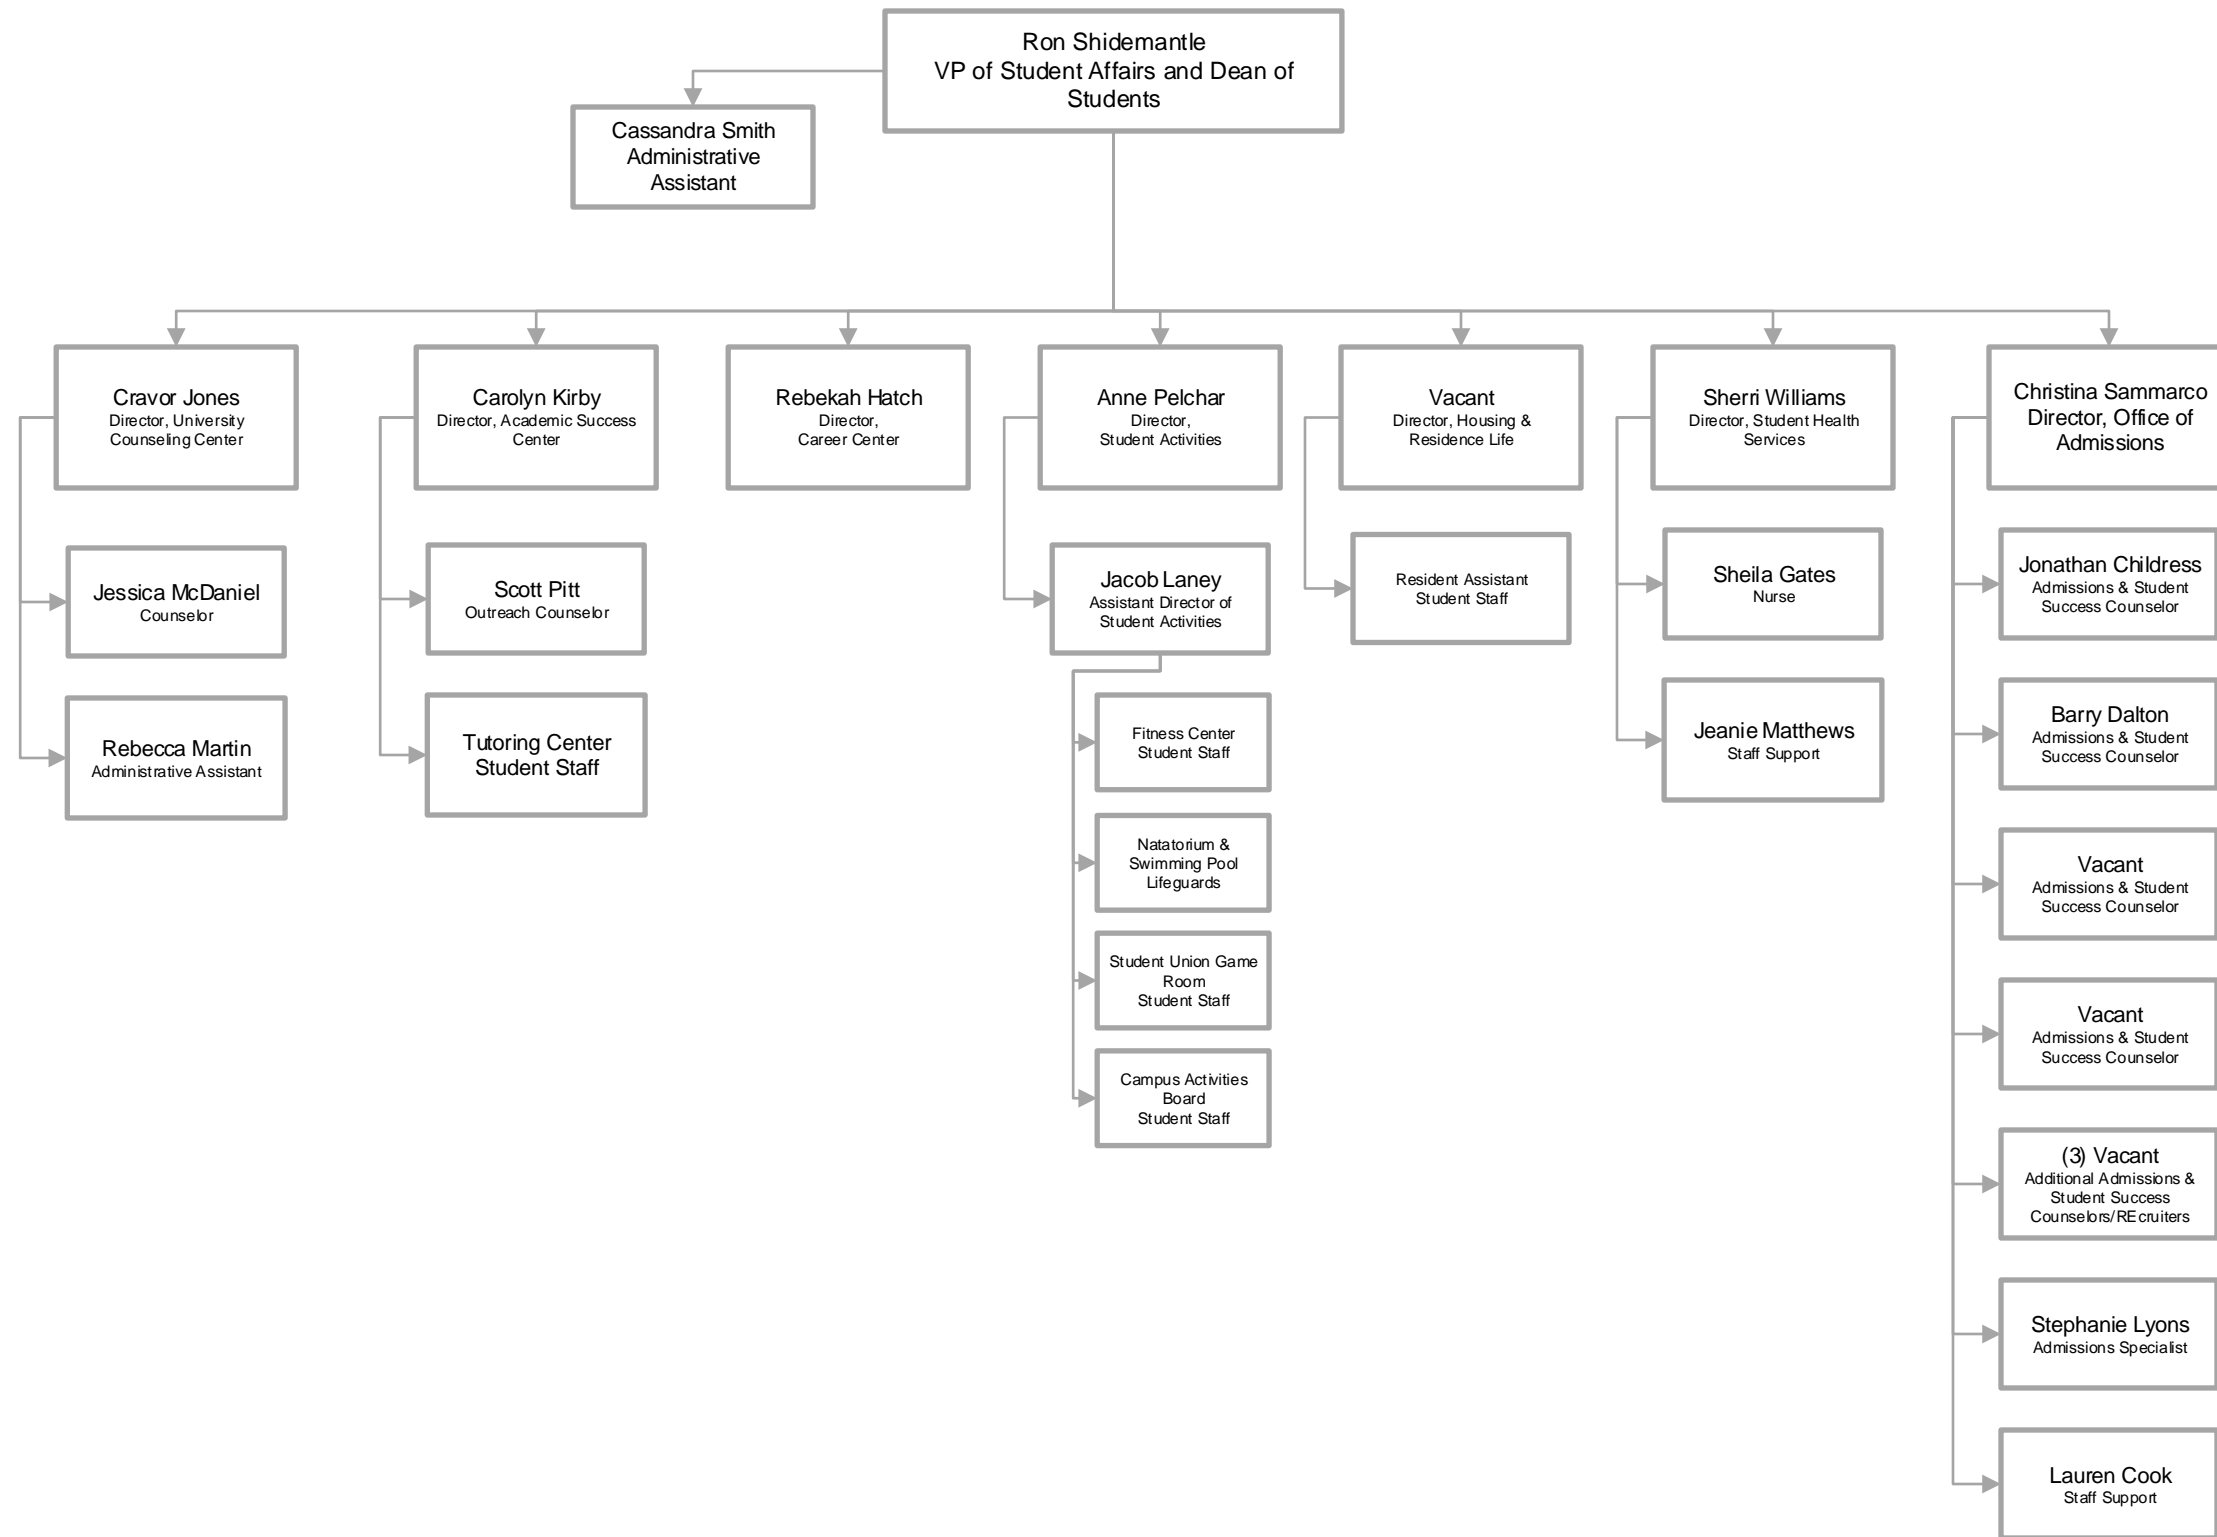 Ron Shidemantle
VP of Student Affairs and Dean of
Students
Cassandra Smith
Administrative
Assistant
Cravor Jones
Director, University
Counseling Center
Carolyn Kirby
Director, Academic Success
Center
Rebekah Hatch
Director,
Career Center
Anne Pelchar
Director,
Student Activities
Vacant
Director, Housing &
Residence Life
Sherri Williams
Director, Student Health
Services
Christina Sammarco
Director, Office of
Admissions
Jessica McDaniel
Counselor
Rebecca Martin
Administrative Assistant
Scott Pitt
Outreach Counselor
Tutoring Center
Student Staff
Jacob Laney
Assistant Director of
Student Activities
Fitness Center
Student Staff
Natatorium &
Swimming Pool
Lifeguards
Student Union Game
Room
Student Staff
Campus Activities
Board
Student Staff
Resident Assistant
Student Staff
Sheila Gates
Nurse
Jeanie Matthews
Staff Support
Jonathan Childress
Admissions & Student
Success Counselor
Barry Dalton
Admissions & Student
Success Counselor
Vacant
Admissions & Student
Success Counselor
Vacant
Admissions & Student
Success Counselor
(3) Vacant
Additional Admissions &
Student Success
Counselors/REcruiters
Stephanie Lyons
Admissions Specialist
Lauren Cook
Staff Support